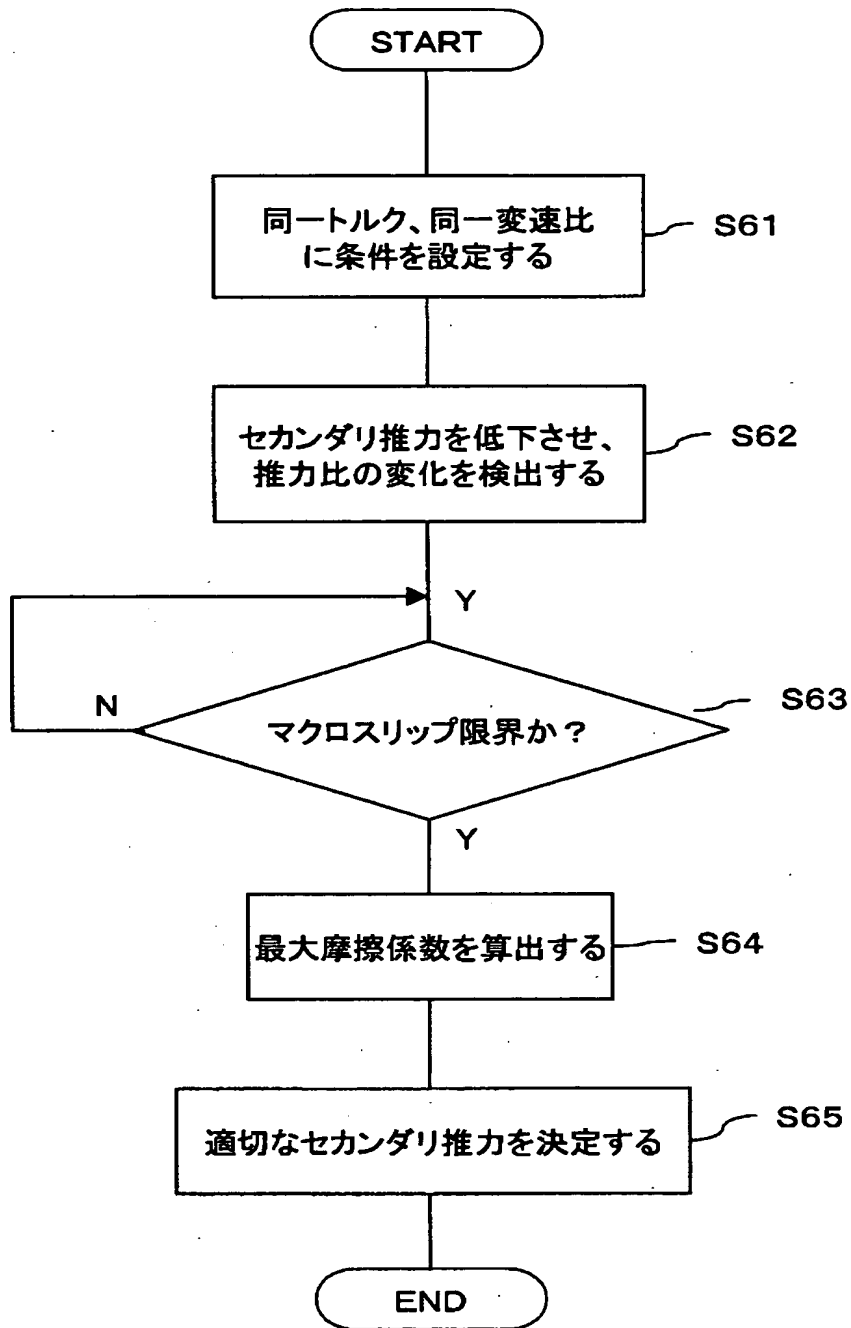 START
同一トルク、同一変速比
に条件を設定する
S61
セカンダリ推力を低下させ、
推力比の変化を検出する
S62
Y
N
マクロスリップ限界か？
S63
Y
最大摩擦係数を算出する
S64
適切なセカンダリ推力を決定する
S65
END